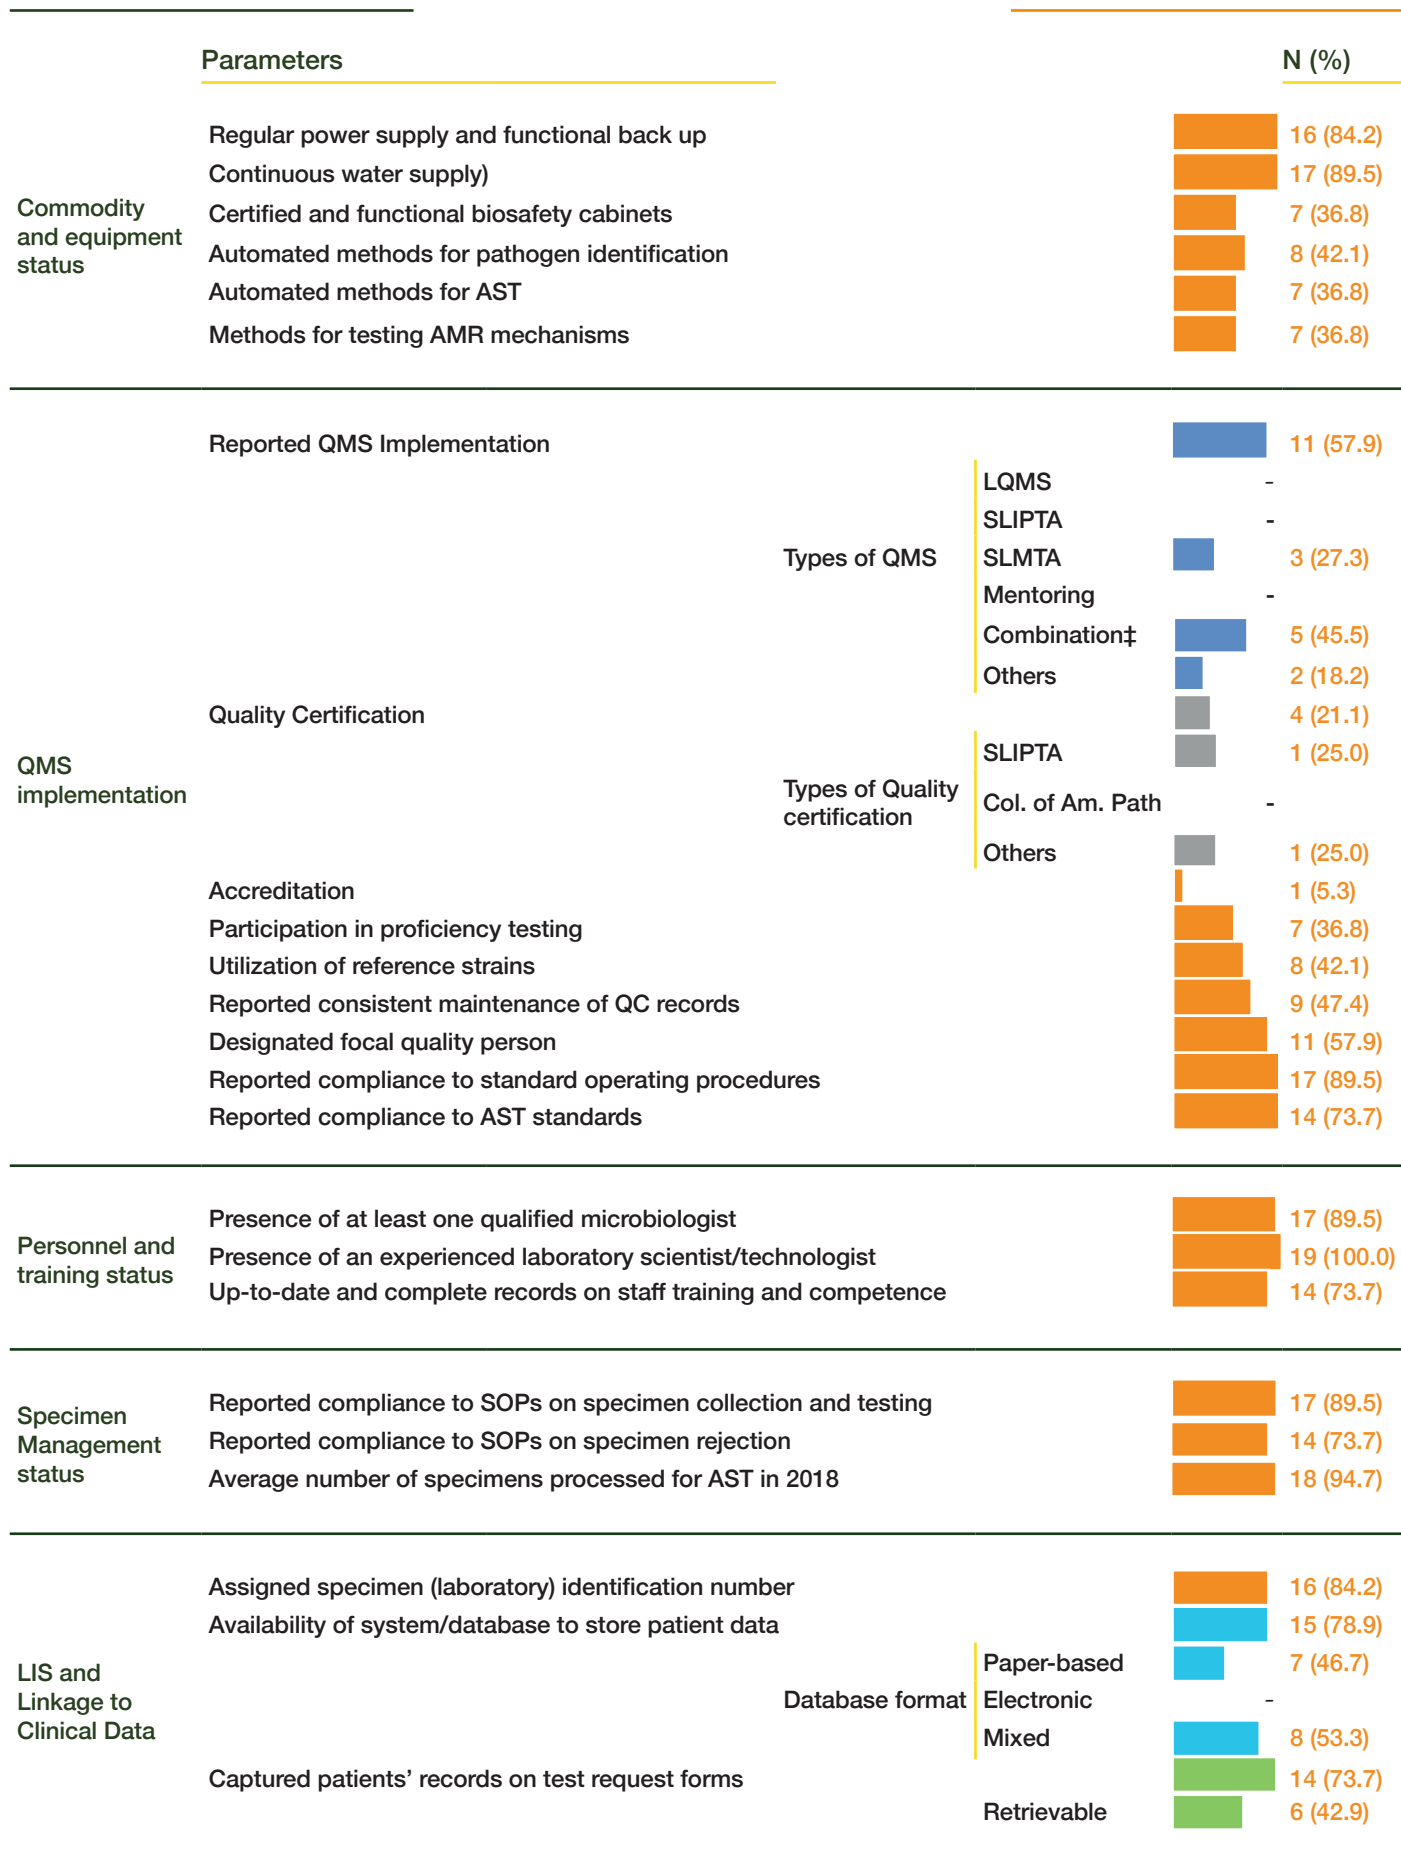 Parameters N (%)
Commodity
and equipment
status
Regular power supply and functional back up 16 (84.2)
Continuous water supply) 17 (89.5)
Certified and functional biosafety cabinets 7 (36.8)
Automated methods for pathogen identification 8 (42.1)
Automated methods for AST 7 (36.8)
Methods for testing AMR mechanisms 7 (36.8)
QMS
implementation
Reported QMS Implementation 11 (57.9)
Types of QMS
LQMS -
SLIPTA -
SLMTA 3 (27.3)
Mentoring -
Combination‡ 5 (45.5)
Others 2 (18.2)
Quality Certification 4 (21.1)
Types of Quality
certification
SLIPTA 1 (25.0)
Col. of Am. Path -
Others 1 (25.0)
Accreditation 1 (5.3)
Participation in proficiency testing 7 (36.8)
Utilization of reference strains 8 (42.1)
Reported consistent maintenance of QC records 9 (47.4)
Designated focal quality person 11 (57.9)
Reported compliance to standard operating procedures 17 (89.5)
Reported compliance to AST standards 14 (73.7)
Personnel and
training status
Presence of at least one qualified microbiologist 17 (89.5)
Presence of an experienced laboratory scientist/technologist 19 (100.0)
Up-to-date and complete records on staff training and competence 14 (73.7)
Specimen
Management
status
Reported compliance to SOPs on specimen collection and testing 17 (89.5)
Reported compliance to SOPs on specimen rejection 14 (73.7)
Average number of specimens processed for AST in 2018 18 (94.7)
LIS and
Linkage to
Clinical Data
Assigned specimen (laboratory) identification number 16 (84.2)
Availability of system/database to store patient data 15 (78.9)
Database format
Paper-based 7 (46.7)
Electronic -
Mixed 8 (53.3)
Captured patients’ records on test request forms 14 (73.7)
Retrievable 6 (42.9)